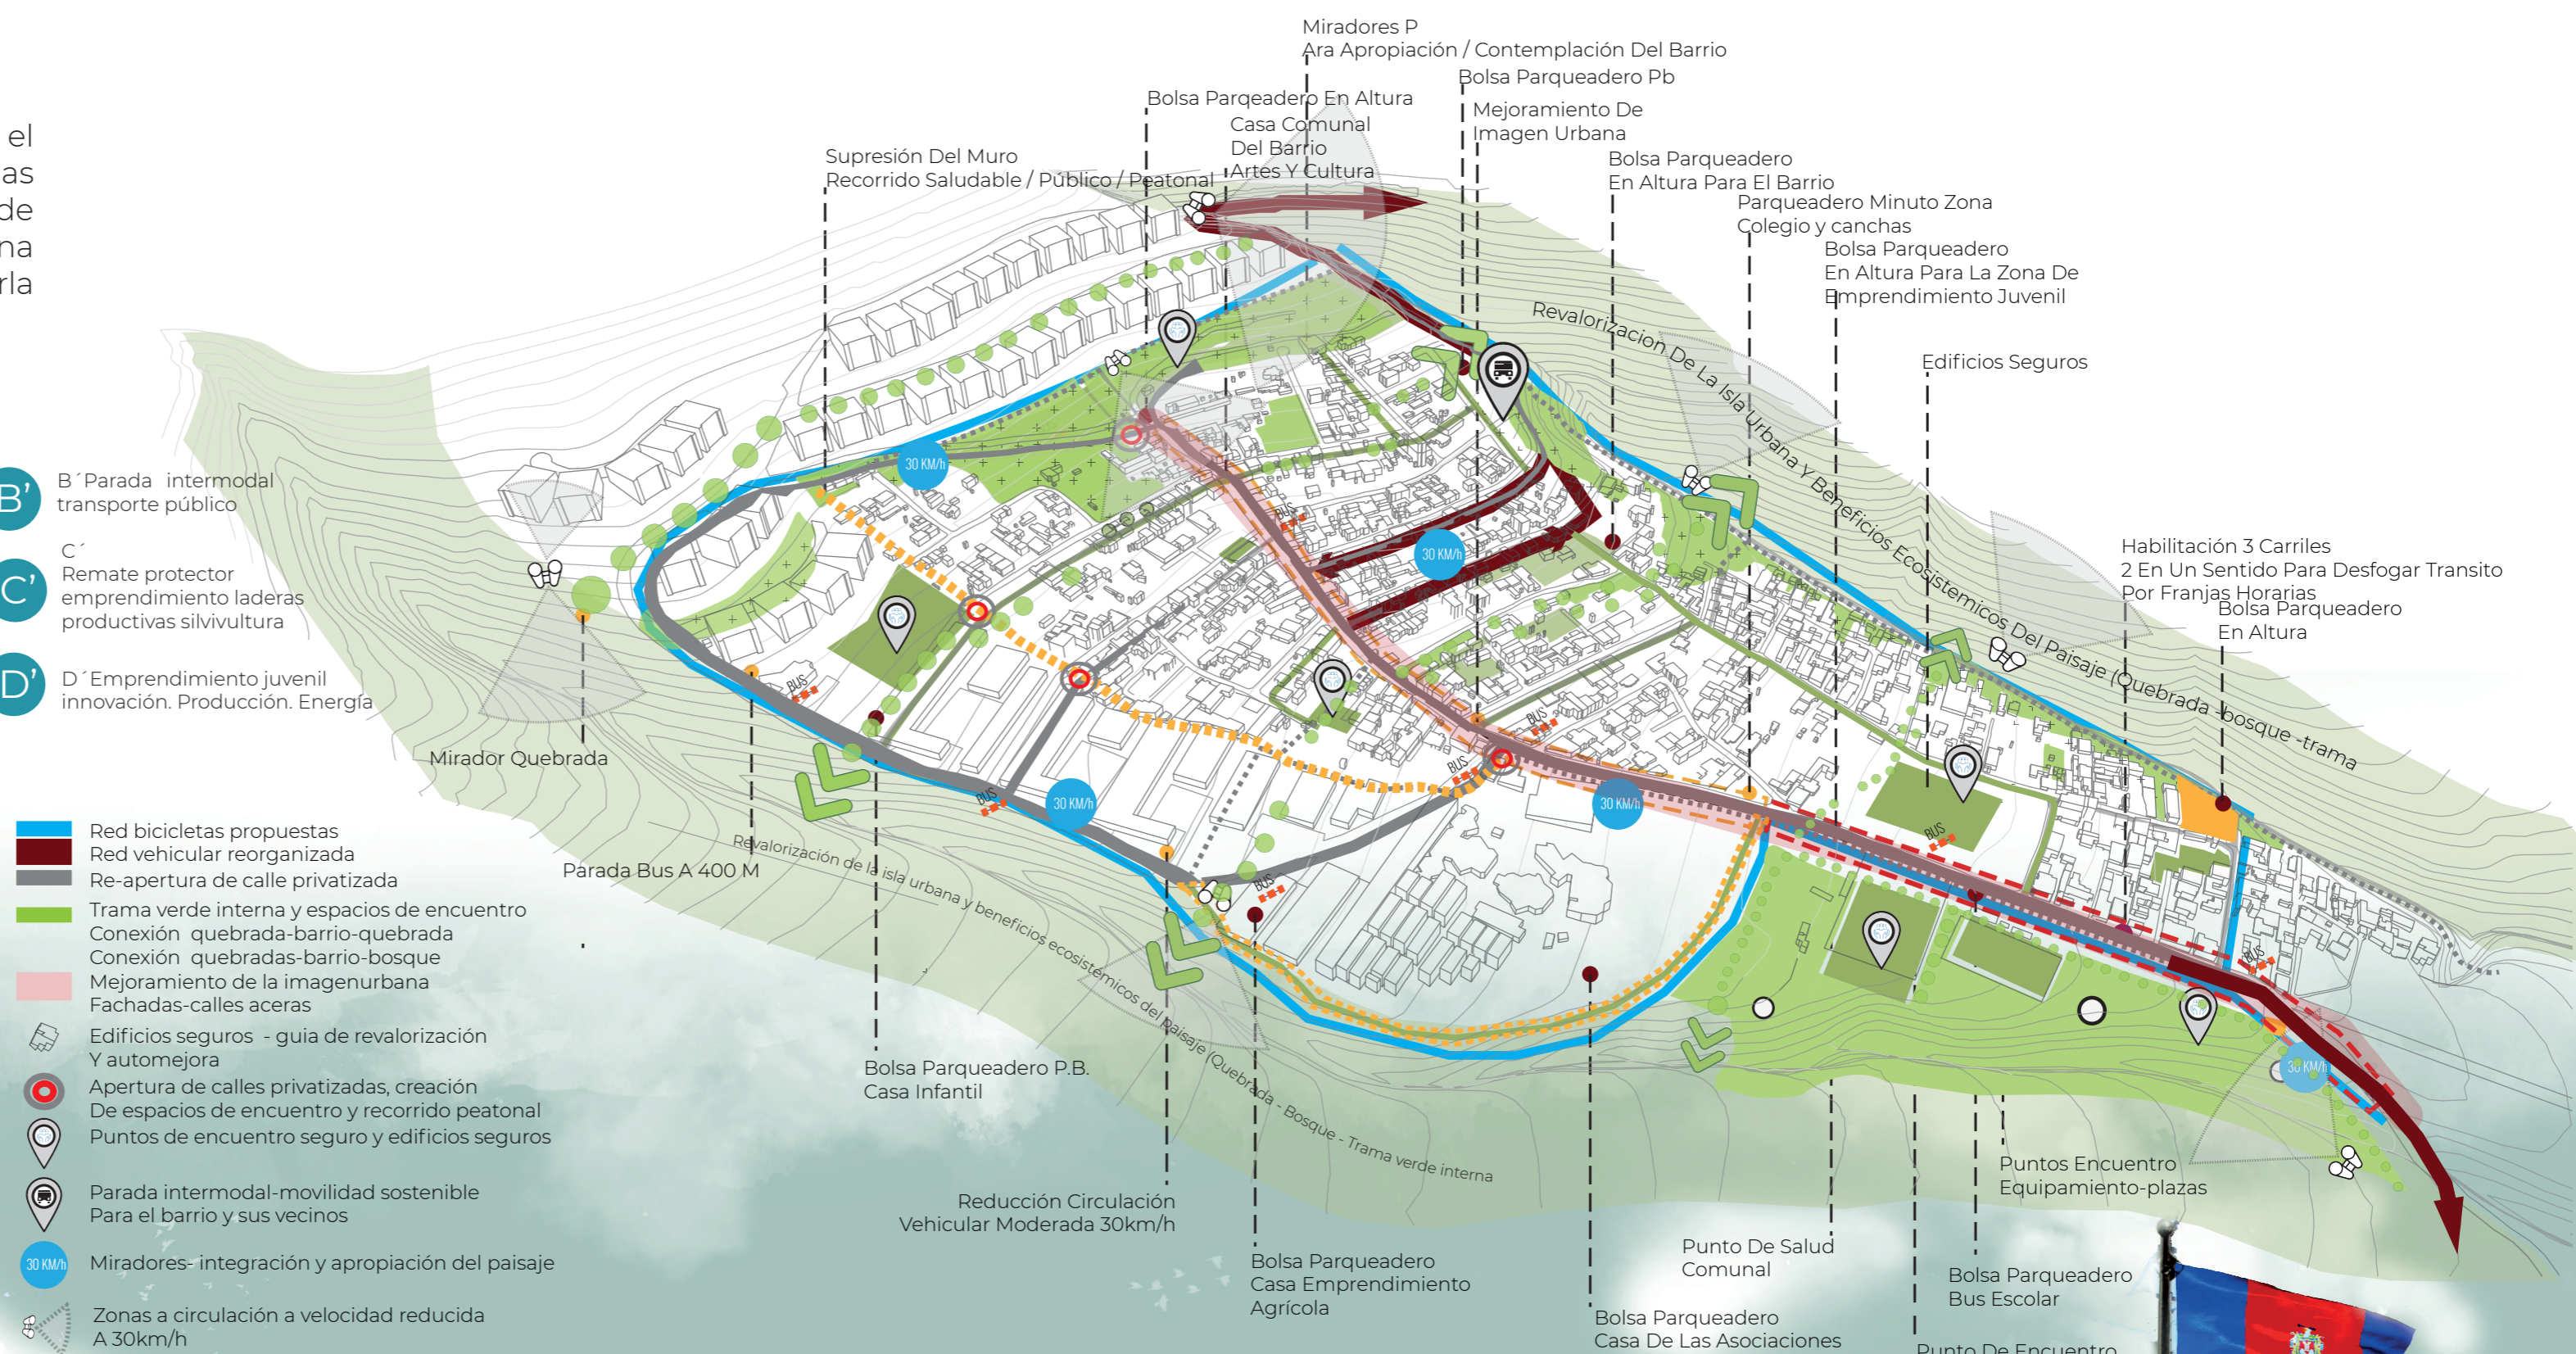 el
as
de
na
rla
B'
B´Parada intermodal
transporte público
C'
C´
Remate protector
emprendimiento laderas
productivas silvivultura
D'
D´Emprendimiento juvenil
innovación. Producción. Energía
Miradores P
Ara Apropiación / Contemplación Del Barrio
Bolsa Parqueadero Pb
Bolsa Parqeadero En Altura
Mejoramiento De
Imagen Urbana
Casa Comunal
Del Barrio
Artes Y Cultura
Supresión Del Muro
Recorrido Saludable / Público / Peatonal
Bolsa Parqueadero
En Altura Para El Barrio
Parqueadero Minuto Zona
Colegio y canchas
Bolsa Parqueadero
En Altura Para La Zona De
Emprendimiento Juvenil
Edificios Seguros
Revalorizacion De La Isla Urbana Y Beneficios Ecosistemicos Del Paisaje (Quebrada -bosque -trama
Habilitación 3 Carriles
2 En Un Sentido Para Desfogar Transito
Por Franjas Horarias
Bolsa Parqueadero
En Altura
30 KM/h
30 KM/h
30 KM/h
30 KM/h
30 KM/h
BUS
BUS
BUS
BUS
BUS
BUS
BUS
BUS
Mirador Quebrada
Parada Bus A 400 M
Revalorización de la isla urbana y beneficios ecosistémicos del paisaje (Quebrada - Bosque - Trama verde interna
Bolsa Parqueadero P.B.
Casa Infantil
Reducción Circulación
Vehicular Moderada 30km/h
Bolsa Parqueadero
Casa Emprendimiento
Agrícola
Bolsa Parqueadero
Casa De Las Asociaciones
Punto De Salud
Comunal
Puntos Encuentro
Equipamiento-plazas
Bolsa Parqueadero
Bus Escolar
Punto De Encuentro
Red bicicletas propuestas
Red vehicular reorganizada
Re-apertura de calle privatizada
Trama verde interna y espacios de encuentro
Conexión quebrada-barrio-quebrada
Conexión quebradas-barrio-bosque
Mejoramiento de la imagenurbana
Fachadas-calles aceras
Edificios seguros - guia de revalorización
Y automejora
Apertura de calles privatizadas, creación
De espacios de encuentro y recorrido peatonal
Puntos de encuentro seguro y edificios seguros
Parada intermodal-movilidad sostenible
Para el barrio y sus vecinos
30 KM/h
Miradores- integración y apropiación del paisaje
Zonas a circulación a velocidad reducida
A 30km/h